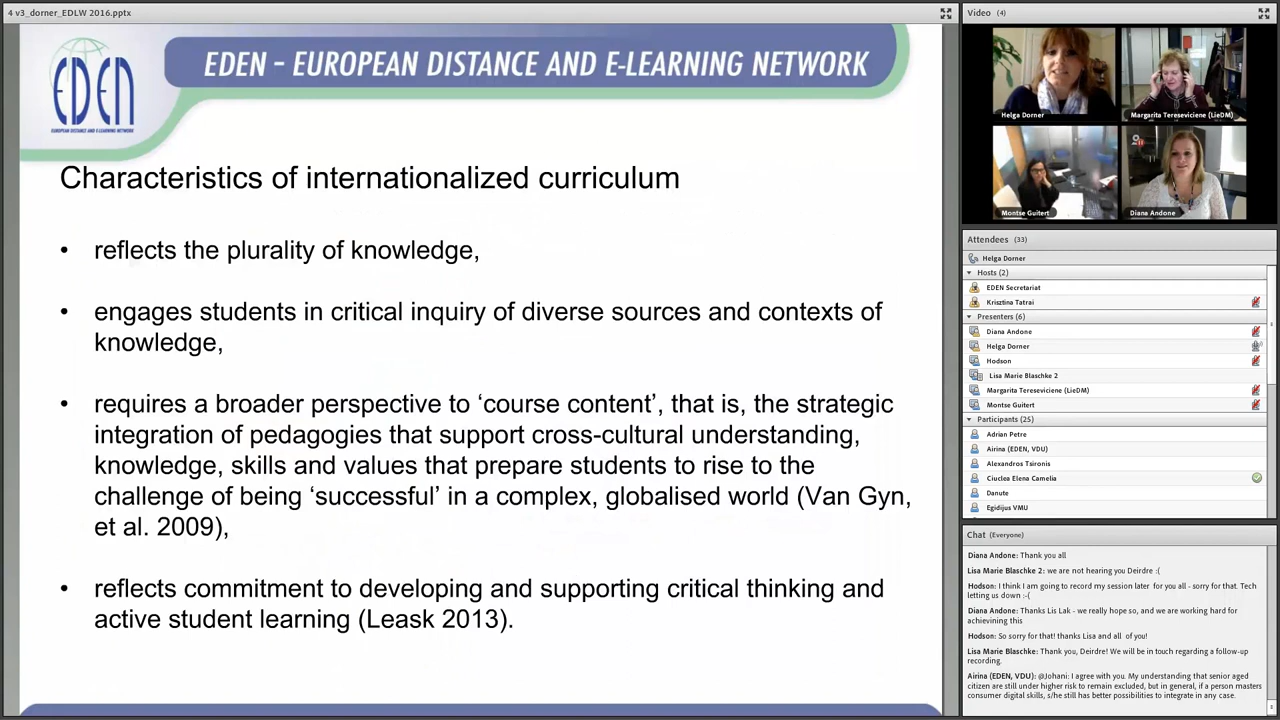 4 v3_dorner_EDLW 2016.pptx
EDEN
EUROPEAN DISTANCE AND E-LEARNING NETWORK
EDEN – EUROPEAN DISTANCE AND E-LEARNING NETWORK
Characteristics of internationalized curriculum
• reflects the plurality of knowledge,
• engages students in critical inquiry of diverse sources and contexts of
knowledge,
• requires a broader perspective to ‘course content’, that is, the strategic
integration of pedagogies that support cross-cultural understanding,
knowledge, skills and values that prepare students to rise to the
challenge of being ‘successful’ in a complex, globalised world (Van Gyn,
et al. 2009),
• reflects commitment to developing and supporting critical thinking and
active student learning (Leask 2013).
Video (4)
Helga Dorner
Margarita Tereseviciene (LieDM)
Montse Guitert
Diana Andone
Attendees (33)
Helga Dorner
Hosts (2)
EDEN Secretariat
Krisztina Tatrai
Presenters (6)
Diana Andone
Helga Dorner
Hodson
Lisa Marie Blaschke 2
Margarita Tereseviciene (LieDM)
Montse Guitert
Participants (25)
Adrian Petre
Airina (EDEN, VDU)
Alexandros Tsironis
Ciuclea Elena Camelia
Danute
Egidijus VMU
Chat (Everyone)
Diana Andone: Thank you all
Lisa Marie Blaschke 2: we are not hearing you Deirdre :(
Hodson: I think I am going to record my session later for you all - sorry for that. Tech
letting us down :-(
Diana Andone: Thanks Lis Lak - we really hope so, and we are working hard for
achievining this
Hodson: So sorry for that! thanks Lisa and all of you!
Lisa Marie Blaschke: Thank you, Deirdre! We will be in touch regarding a follow-up
recording.
Airina (EDEN, VDU): @Johani: I agree with you. My understanding that senior aged
citizen are still under higher risk to remain excluded, but in general, if a person masters
consumer digital skills, s/he still has better possibilities to integrate in any case.